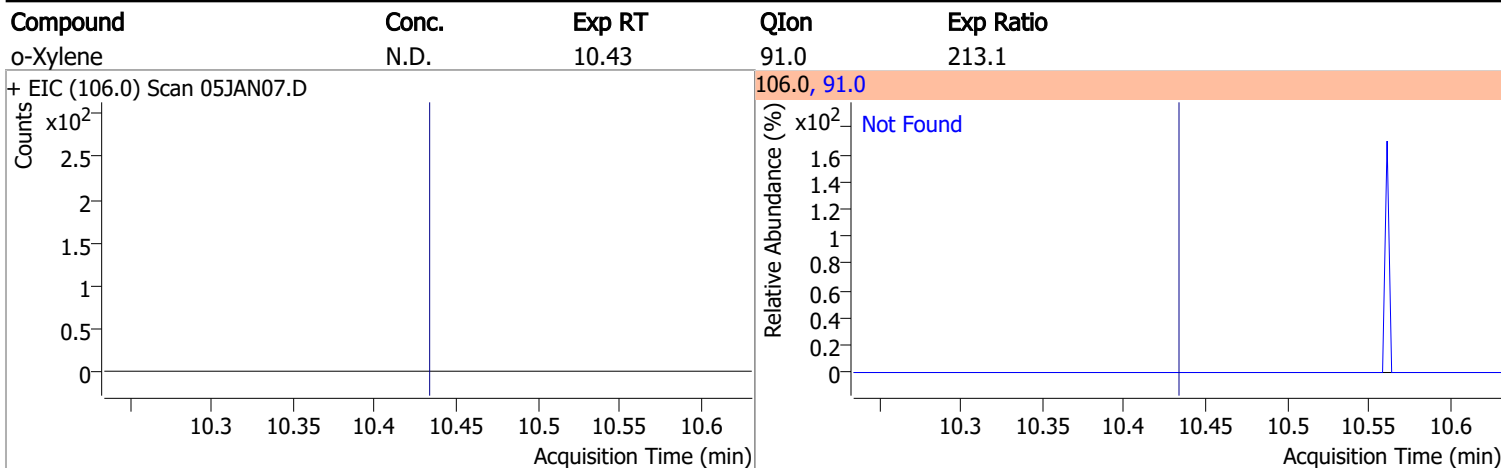 Compound Conc. Exp RT QIon Exp Ratio
o-Xylene N.D. 10.43 91.0 213.1
+ EIC (106.0) Scan 05JAN07.D
Counts
x10²
2.5
2
1.5
1
0.5
0
10.3 10.35 10.4 10.45 10.5 10.55 10.6
Acquisition Time (min)
106.0, 91.0
Relative Abundance (%)
x10²
Not Found
1.6
1.4
1.2
1
0.8
0.6
0.4
0.2
0
10.3 10.35 10.4 10.45 10.5 10.55 10.6
Acquisition Time (min)